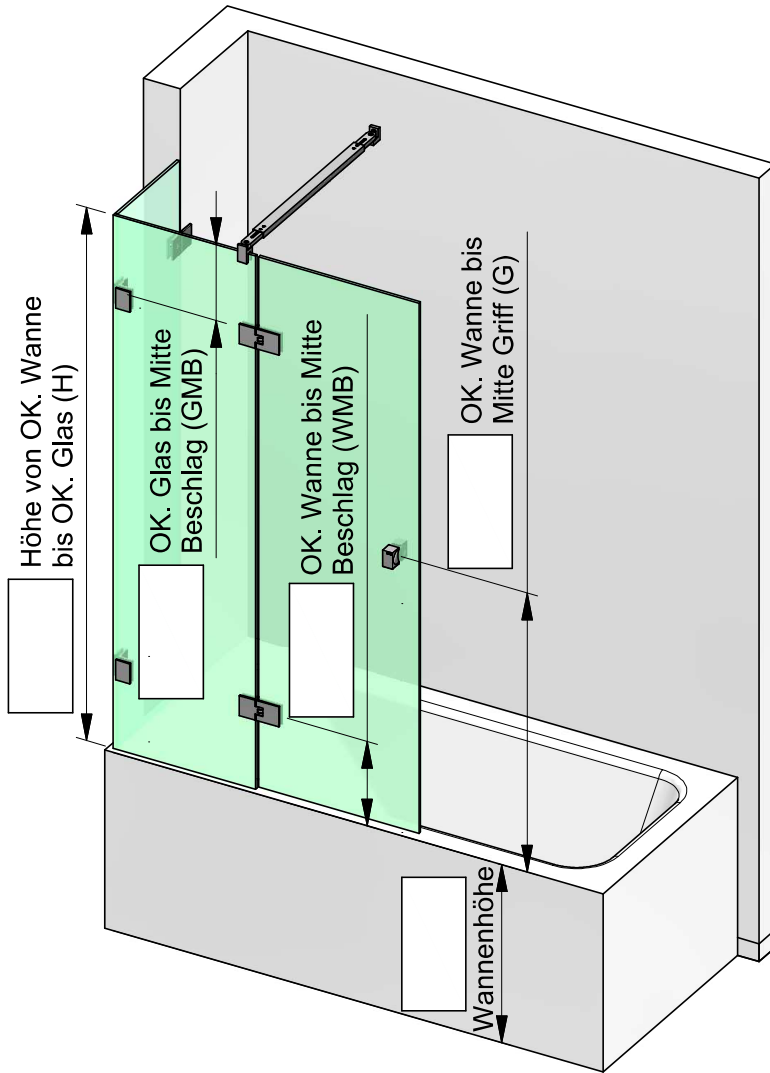 Höhe von OK. Wanne
bis OK. Glas (H)
OK. Glas bis Mitte
Beschlag (GMB)
OK. Wanne bis Mitte
Beschlag (WMB)
OK. Wanne bis
Mitte Griff (G)
Wannenhöhe